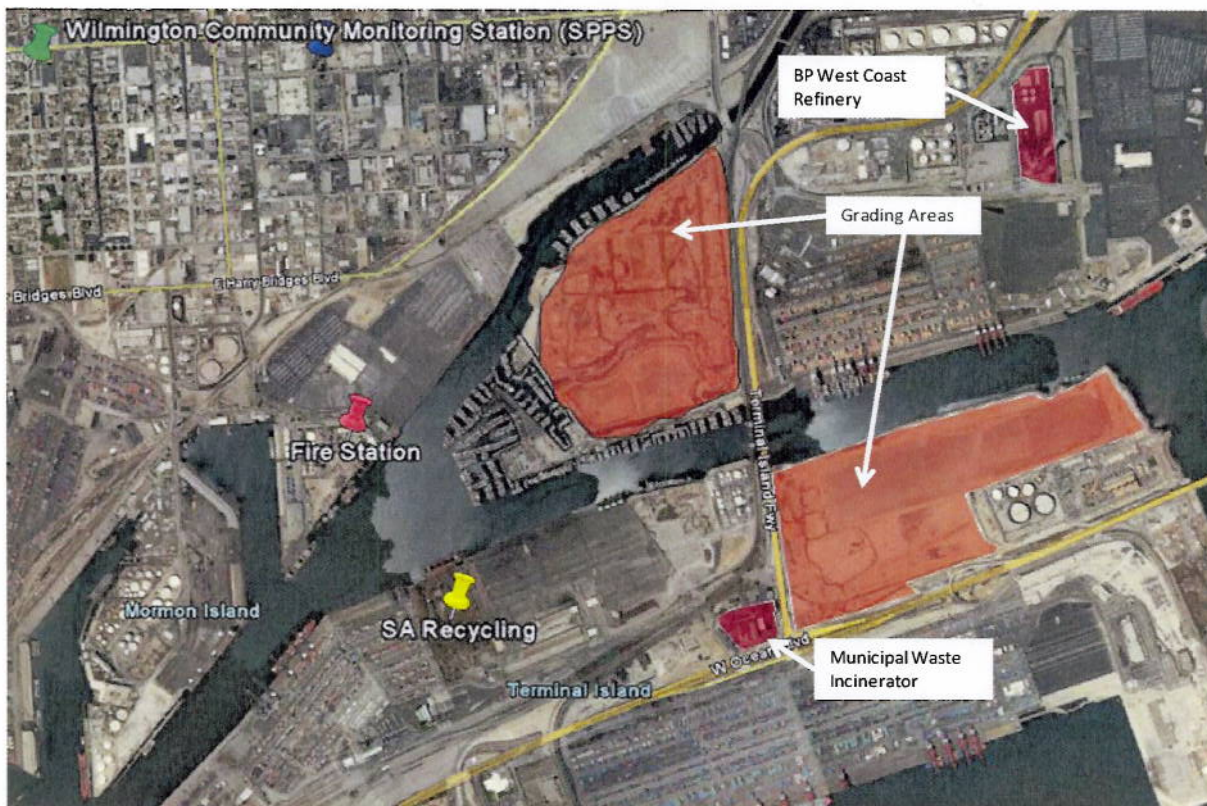 Wilmington Community Monitoring Station (SPPS)
BP West Coast
Refinery
Grading Areas
Bridges Blvd
E Harry Bridges Blvd
Terminal Island Fwy
Fire Station
Mormon Island
SA Recycling
W Ocean Blvd
Terminal Island
Municipal Waste
Incinerator